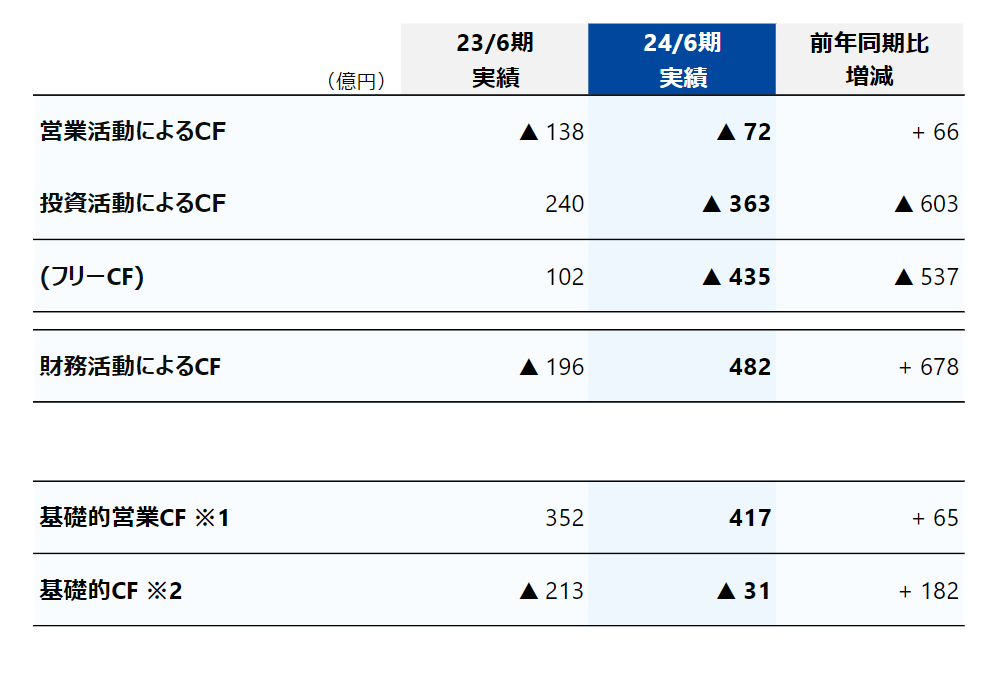 23/6期 24/6期 前年同期比
(億円) 実績 実績 増減
営業活動によるCF ▲ 138 ▲ 72 + 66
投資活動によるCF 240 ▲ 363 ▲ 603
(フリーCF) 102 ▲ 435 ▲ 537
財務活動によるCF ▲ 196 482 + 678
基礎的営業CF ※1 352 417 + 65
基礎的CF ※2 ▲ 213 ▲ 31 + 182